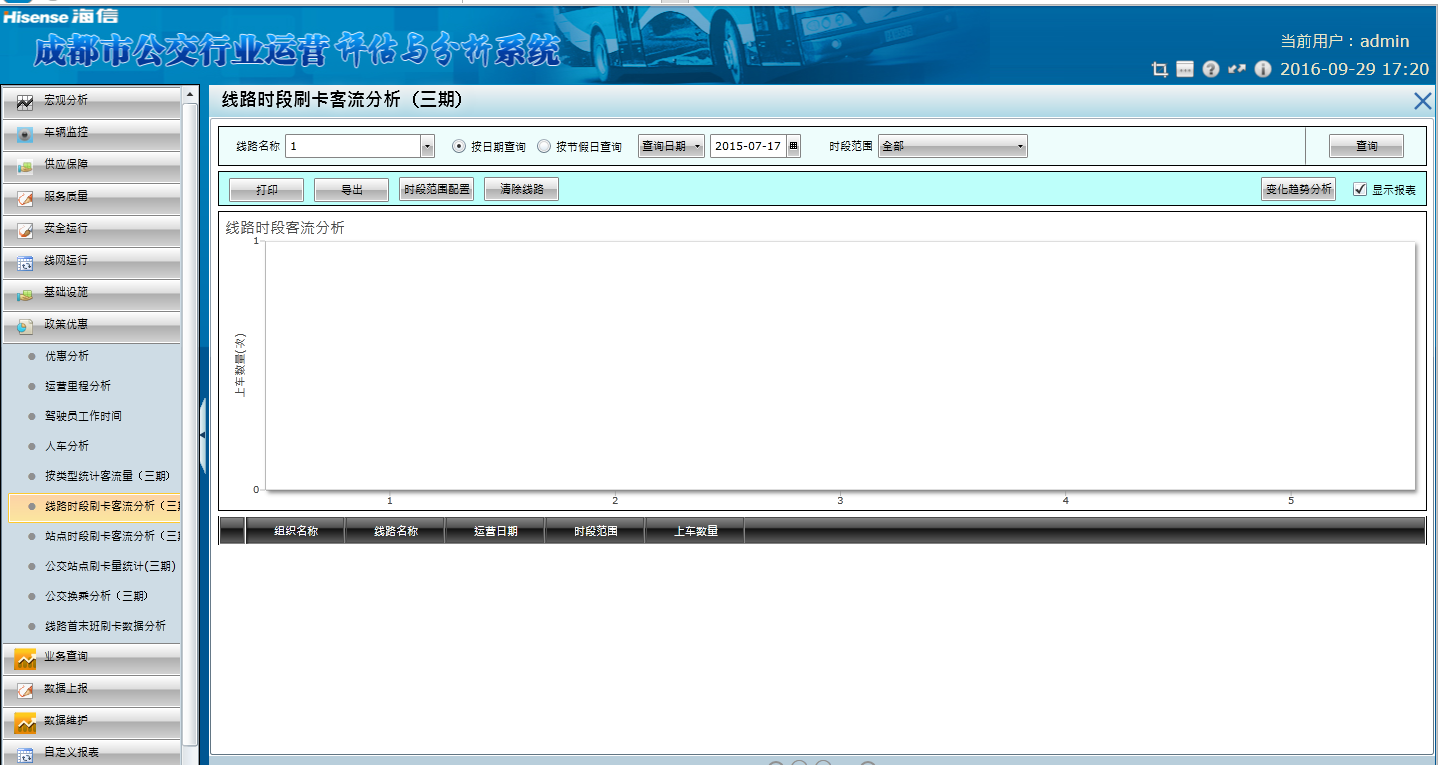 Hisense 海信
成都市公交行业运营评估与分析系统
当前用户：admin
2016-09-29 17:20
宏观分析
车辆监控
供应保障
服务质量
安全运行
线网运行
基础设施
政策优惠
优惠分析
运营里程分析
驾驶员工作时间
人车分析
按类型统计客流量（三期）
线路时段刷卡客流分析（三
站点时段刷卡客流分析（三
公交站点刷卡量统计(三期)
公交换乘分析（三期）
线路首末班刷卡数据分析
业务查询
数据上报
数据维护
自定义报表
线路时段刷卡客流分析（三期）
线路名称 1 按日期查询 按节假日查询 查询日期 2015-07-17 时段范围 全部 查询
打印 导出 时段范围配置 清除线路 变化趋势分析 显示报表
线路时段客流分析
1
上车数量(次)
0
1 2 3 4 5
组织名称 线路名称 运营日期 时段范围 上车数量